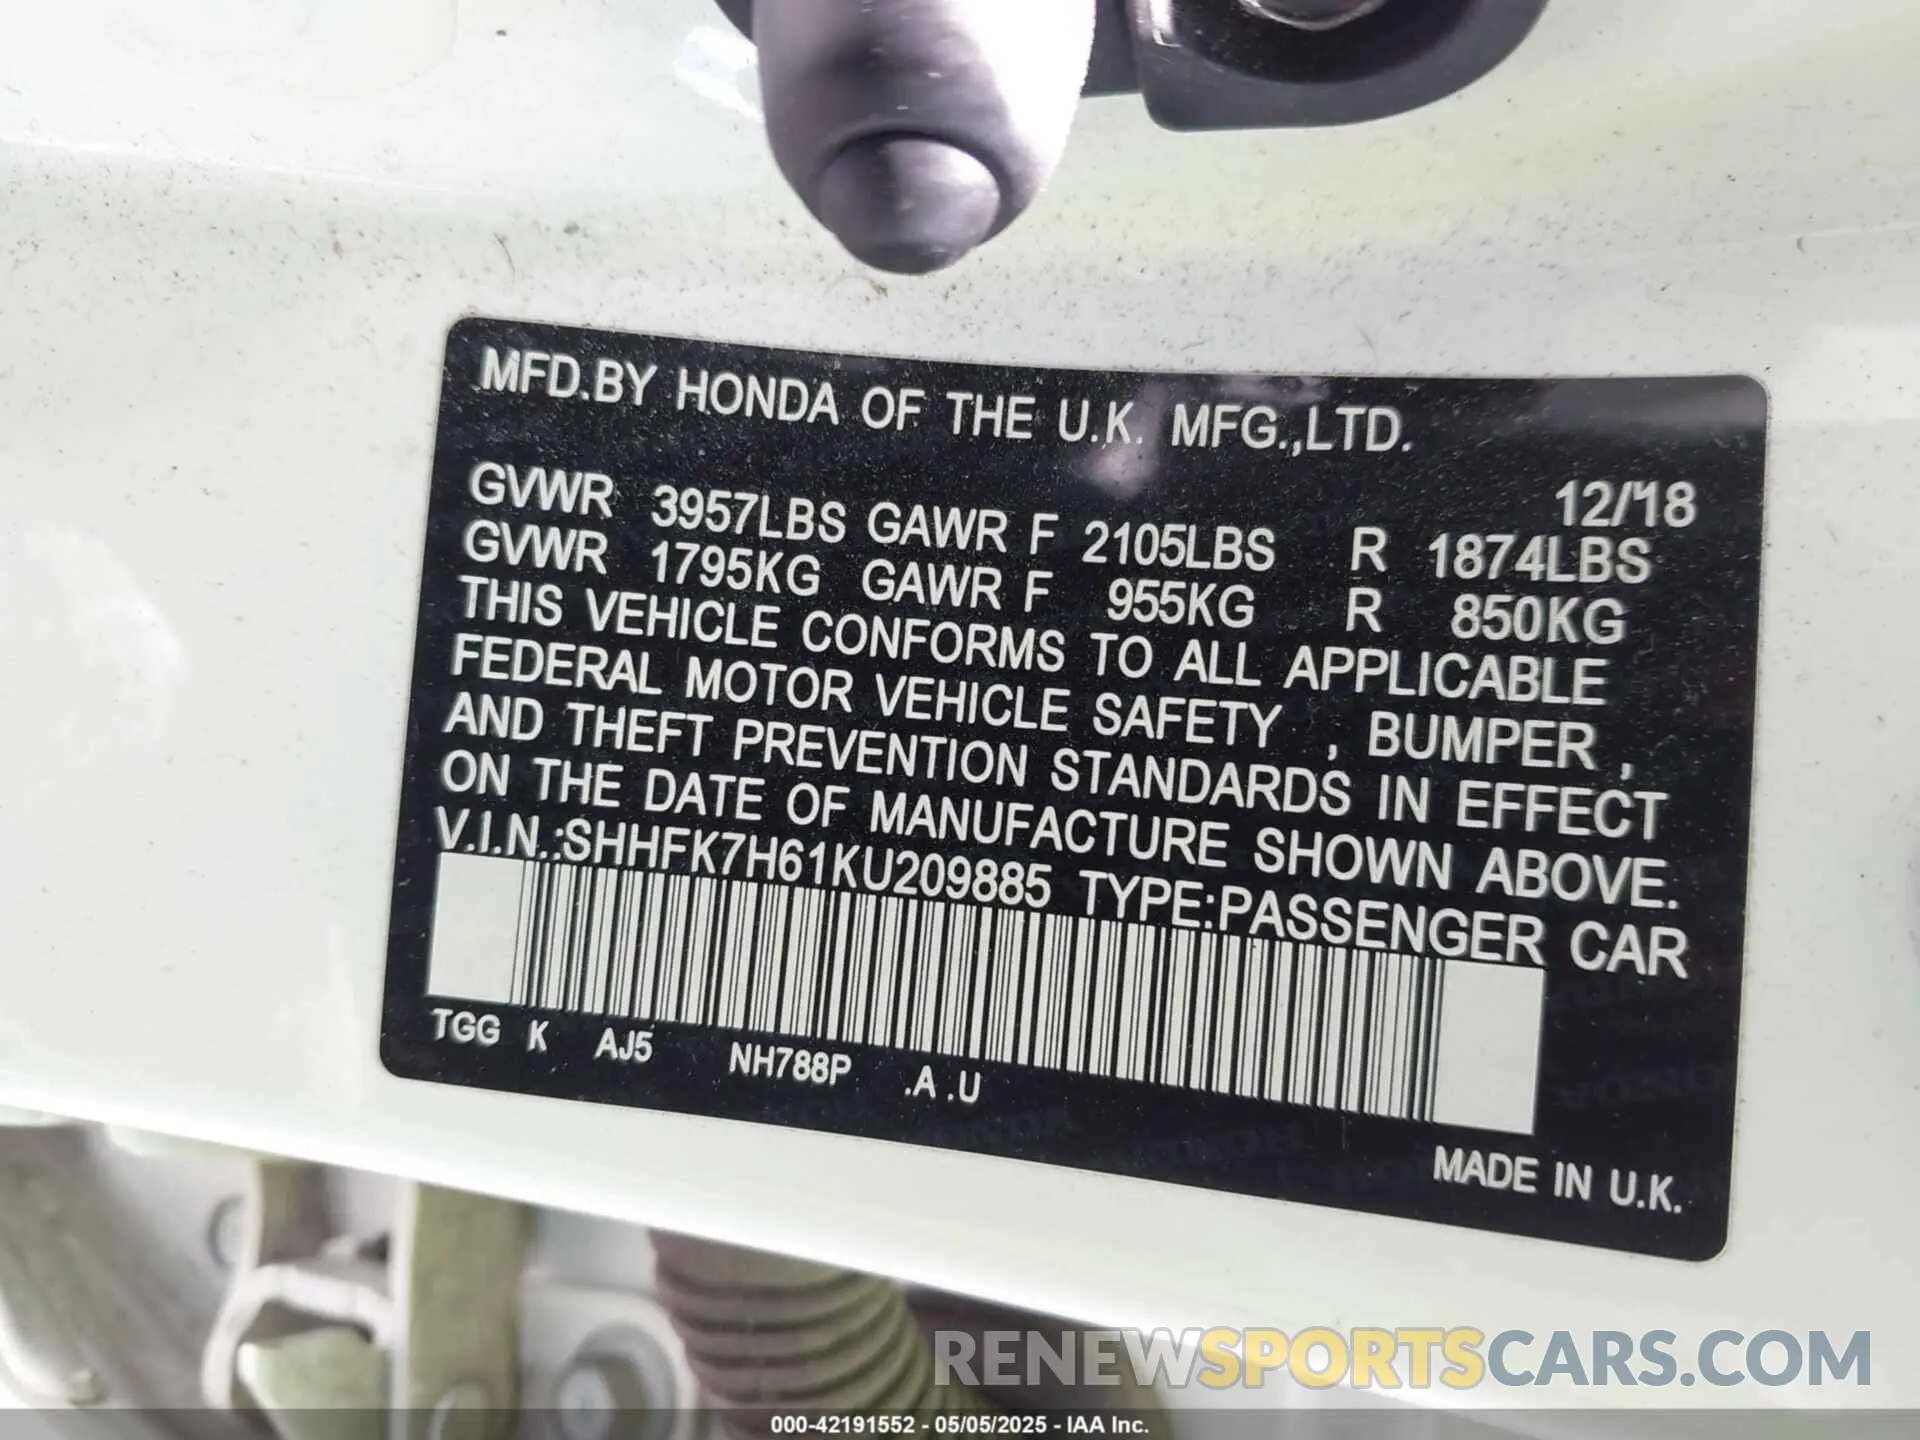 MFD.BY HONDA OF THE U.K. MFG.,LTD.
12/'18
GVWR 3957LBS GAWR F 2105LBS R 1874LBS
GVWR 1795KG GAWR F 955KG R 850KG
THIS VEHICLE CONFORMS TO ALL APPLICABLE
FEDERAL MOTOR VEHICLE SAFETY , BUMPER ,
AND THEFT PREVENTION STANDARDS IN EFFECT
ON THE DATE OF MANUFACTURE SHOWN ABOVE.
V.I.N.:SHHFK7H61KU209885 TYPE:PASSENGER CAR
TGG K AJ5 NH788P .A .U
MADE IN U.K.
RENEWSPORTSCARS.COM
000-42191552 - 05/05/2025 - IAA Inc.